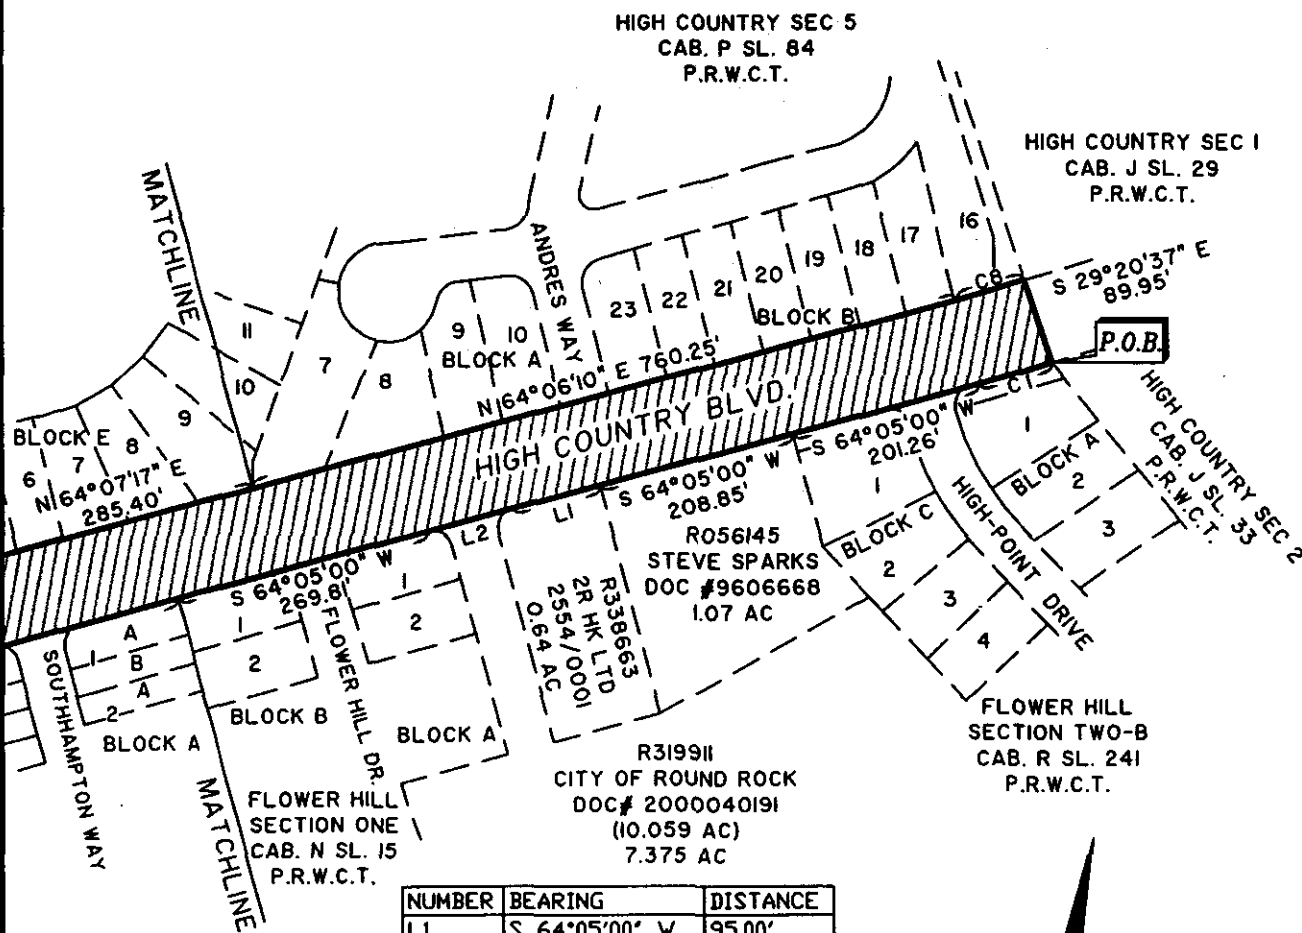 HIGH COUNTRY SEC 5
CAB. P SL. 84
P.R.W.C.T.
HIGH COUNTRY SEC 1
CAB. J SL. 29
P.R.W.C.T.
MATCHLINE
ANDRES WAY
16
17
18
19
20
21
22
23
C8
S 29°20'37" E
89.95'
P.O.B.
BLOCK B
11
7
8
9
10
BLOCK A
10
9
8
7
6
BLOCK E
N 64°06'10" E 760.25'
N 64°07'17" E
285.40'
HIGH COUNTRY BLVD.
C1
S 64°05'00" W
201.26'
S 64°05'00" W
208.85'
L1
L2
S 64°05'00" W
269.81'
HIGH COUNTRY SEC 2
CAB. J SL. 33
P.R.W.C.T.
1
BLOCK A
2
3
HIGH-POINT DRIVE
1
BLOCK C
2
3
4
R056145
STEVE SPARKS
DOC #9606668
1.07 AC
R338663
2R HK LTD
2554/0001
0.64 AC
1
2
BLOCK A
FLOWER HILL DR.
1
2
BLOCK B
A
1
B
A
2
BLOCK A
SOUTHHAMPTON WAY
MATCHLINE
FLOWER HILL
SECTION ONE
CAB. N SL. 15
P.R.W.C.T.
R319911
CITY OF ROUND ROCK
DOC# 2000040191
(10.059 AC)
7.375 AC
FLOWER HILL
SECTION TWO-B
CAB. R SL. 241
P.R.W.C.T.
NUMBER BEARING DISTANCE
L1 S 64°05'00" W 95.00'